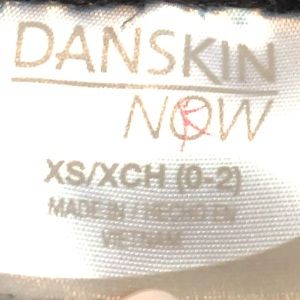 DANSKIN
NOW
XS/XCH (0-2)
MADE IN / HECHO EN
VIETNAM